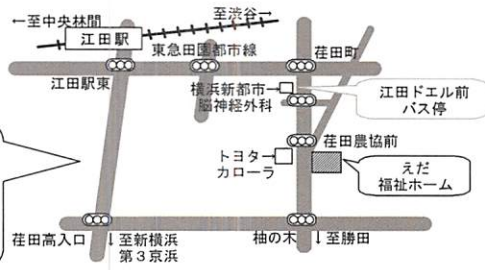 ←至中央林間
至渋谷→
江田駅
東急田園都市線
荏田町
江田駅東
横浜新都市
脳神経外科
江田ドエル前
バス停
荏田農協前
トヨタ
カローラ
えだ
福祉ホーム
荏田高入口
↓至新横浜
第3京浜
柚の木
↓至勝田